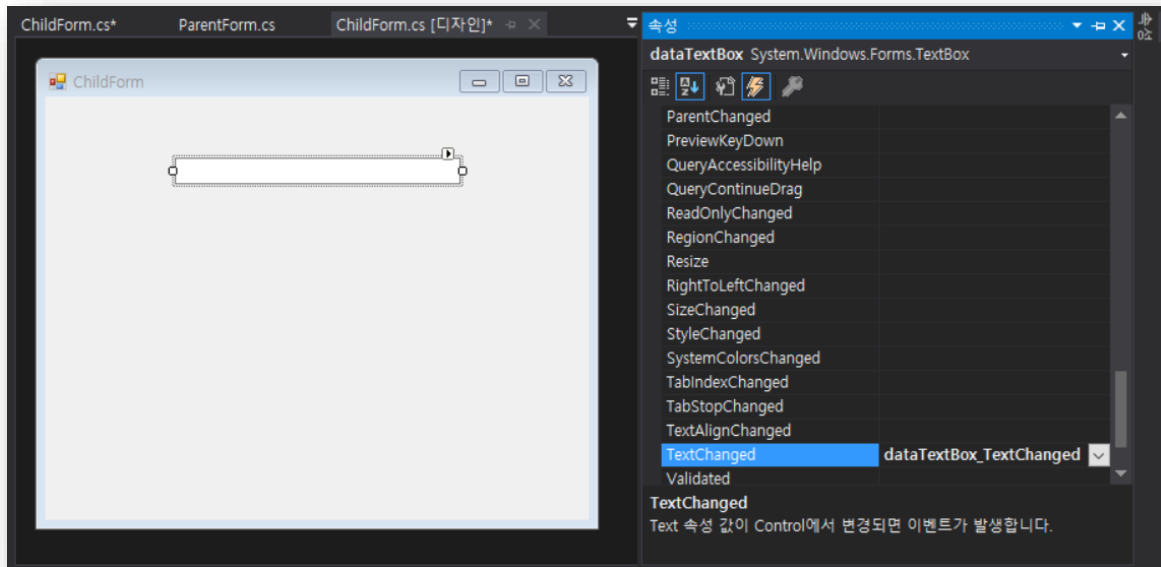 ChildForm.cs* ParentForm.cs ChildForm.cs [디자인]*
속성
속성
dataTextBox System.Windows.Forms.TextBox
ChildForm
ParentChanged
PreviewKeyDown
QueryAccessibilityHelp
QueryContinueDrag
ReadOnlyChanged
RegionChanged
Resize
RightToLeftChanged
SizeChanged
StyleChanged
SystemColorsChanged
TabIndexChanged
TabStopChanged
TextAlignChanged
TextChanged dataTextBox_TextChanged
Validated
TextChanged
Text 속성 값이 Control에서 변경되면 이벤트가 발생합니다.